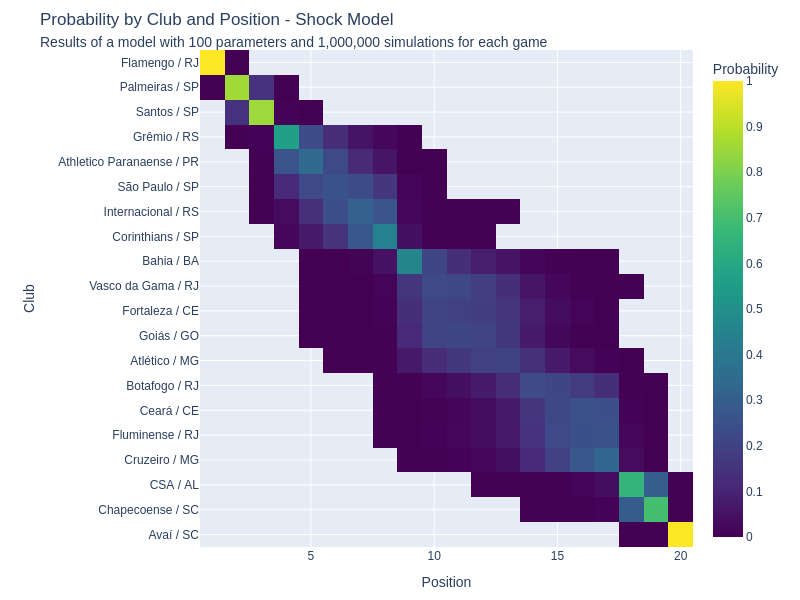 Probability by Club and Position - Shock Model
Results of a model with 100 parameters and 1,000,000 simulations for each game
Probability
Flamengo / RJ
Palmeiras / SP
Santos / SP
Grêmio / RS
Athletico Paranaense / PR
São Paulo / SP
Internacional / RS
Corinthians / SP
Bahia / BA
Vasco da Gama / RJ
Fortaleza / CE
Goiás / GO
Atlético / MG
Botafogo / RJ
Ceará / CE
Fluminense / RJ
Cruzeiro / MG
CSA / AL
Chapecoense / SC
Avaí / SC
Club
5
10
15
20
Position
1
0.9
0.8
0.7
0.6
0.5
0.4
0.3
0.2
0.1
0